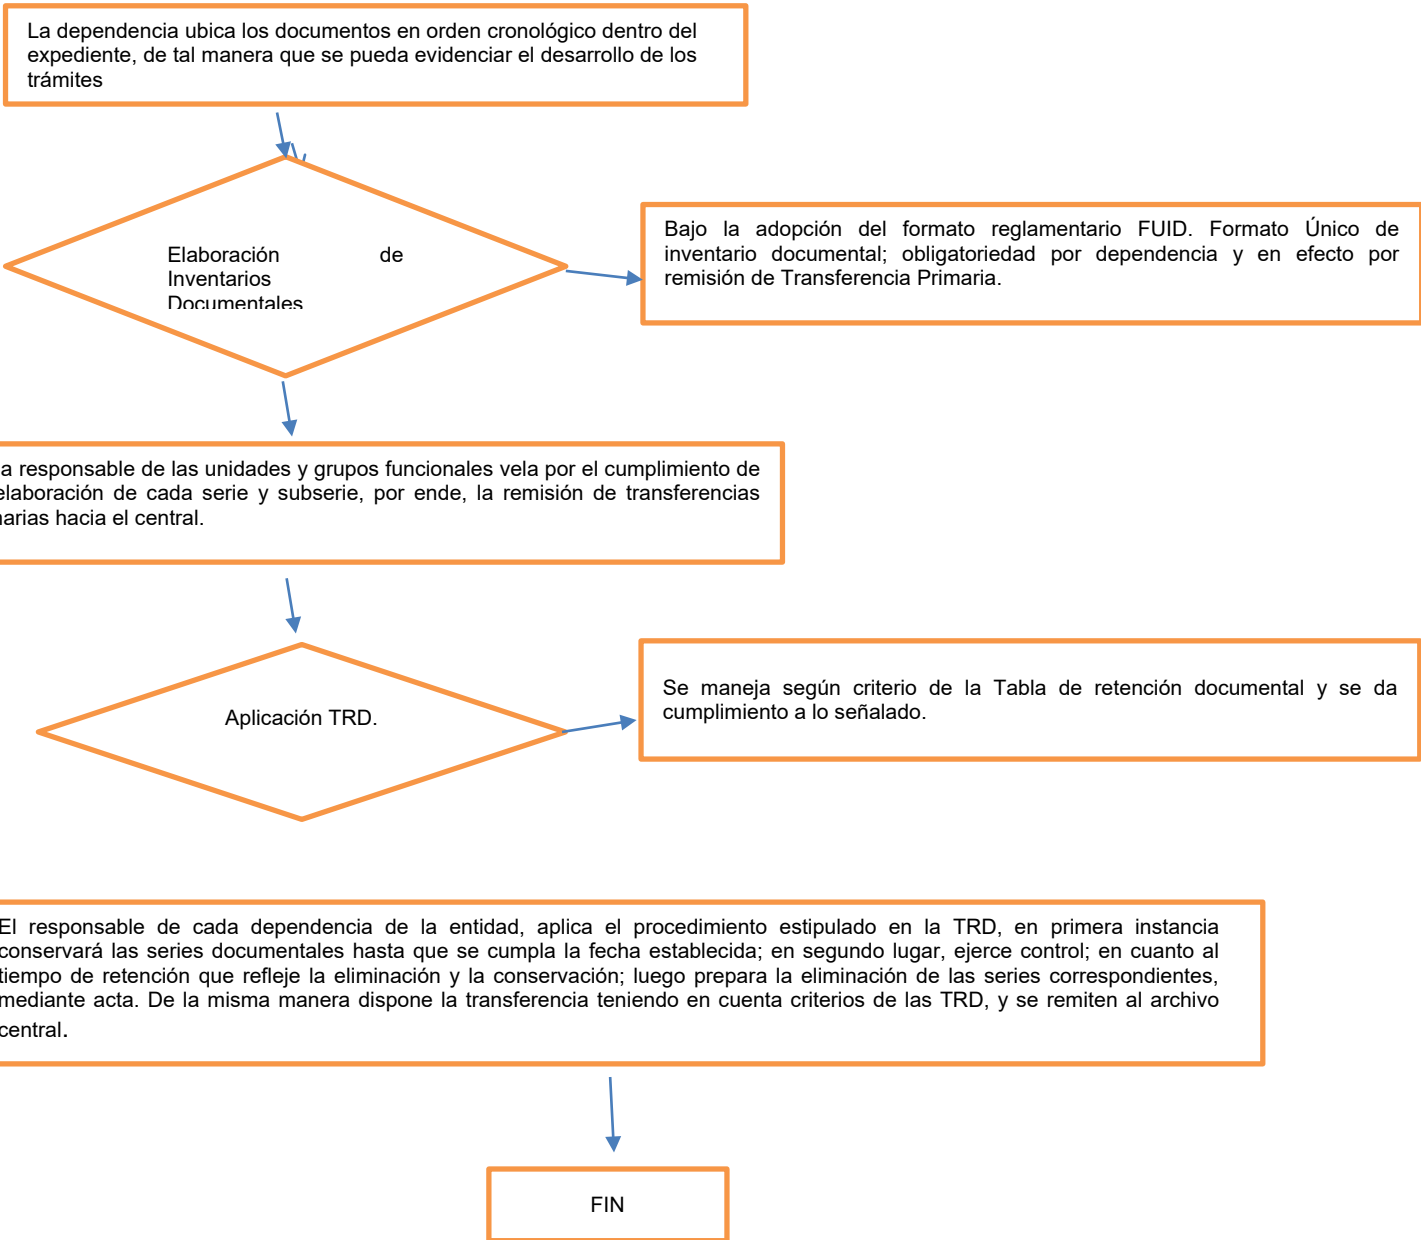 La dependencia ubica los documentos en orden cronológico dentro del
expediente, de tal manera que se pueda evidenciar el desarrollo de los
trámites
Elaboración de
Inventarios
Documentales
Bajo la adopción del formato reglamentario FUID. Formato Único de
inventario documental; obligatoriedad por dependencia y en efecto por
remisión de Transferencia Primaria.
a responsable de las unidades y grupos funcionales vela por el cumplimiento de
elaboración de cada serie y subserie, por ende, la remisión de transferencias
narias hacia el central.
Aplicación TRD.
Se maneja según criterio de la Tabla de retención documental y se da
cumplimiento a lo señalado.
El responsable de cada dependencia de la entidad, aplica el procedimiento estipulado en la TRD, en primera instancia
conservará las series documentales hasta que se cumpla la fecha establecida; en segundo lugar, ejerce control; en cuanto al
tiempo de retención que refleje la eliminación y la conservación; luego prepara la eliminación de las series correspondientes,
mediante acta. De la misma manera dispone la transferencia teniendo en cuenta criterios de las TRD, y se remiten al archivo
central.
FIN